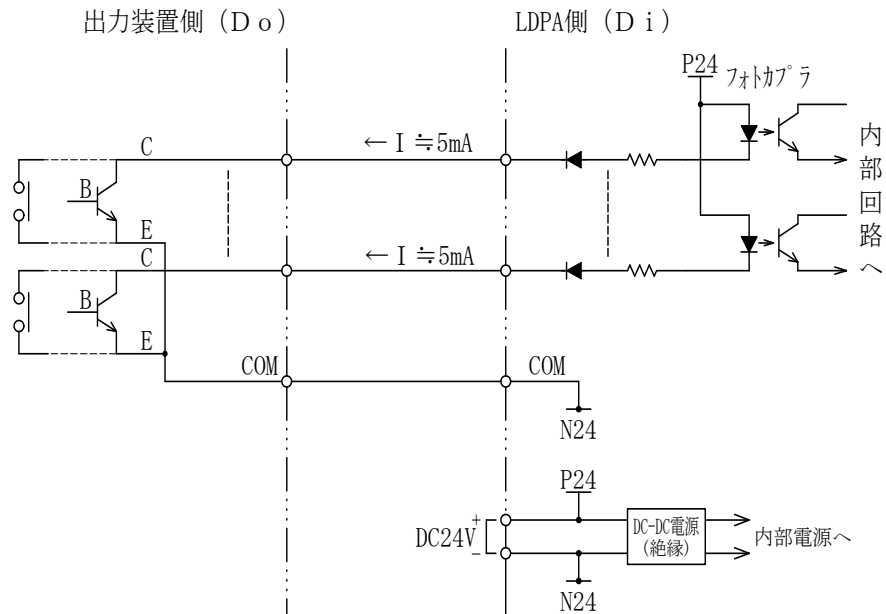 出力装置側（Ｄｏ）
LDPA側（Ｄｉ）
P24
フォトカプラ
C
← I ≒5mA
B
E
C
← I ≒5mA
B
E
内部回路へ
COM
COM
N24
P24
DC24V
+
−
DC-DC電源
(絶縁)
内部電源へ
N24